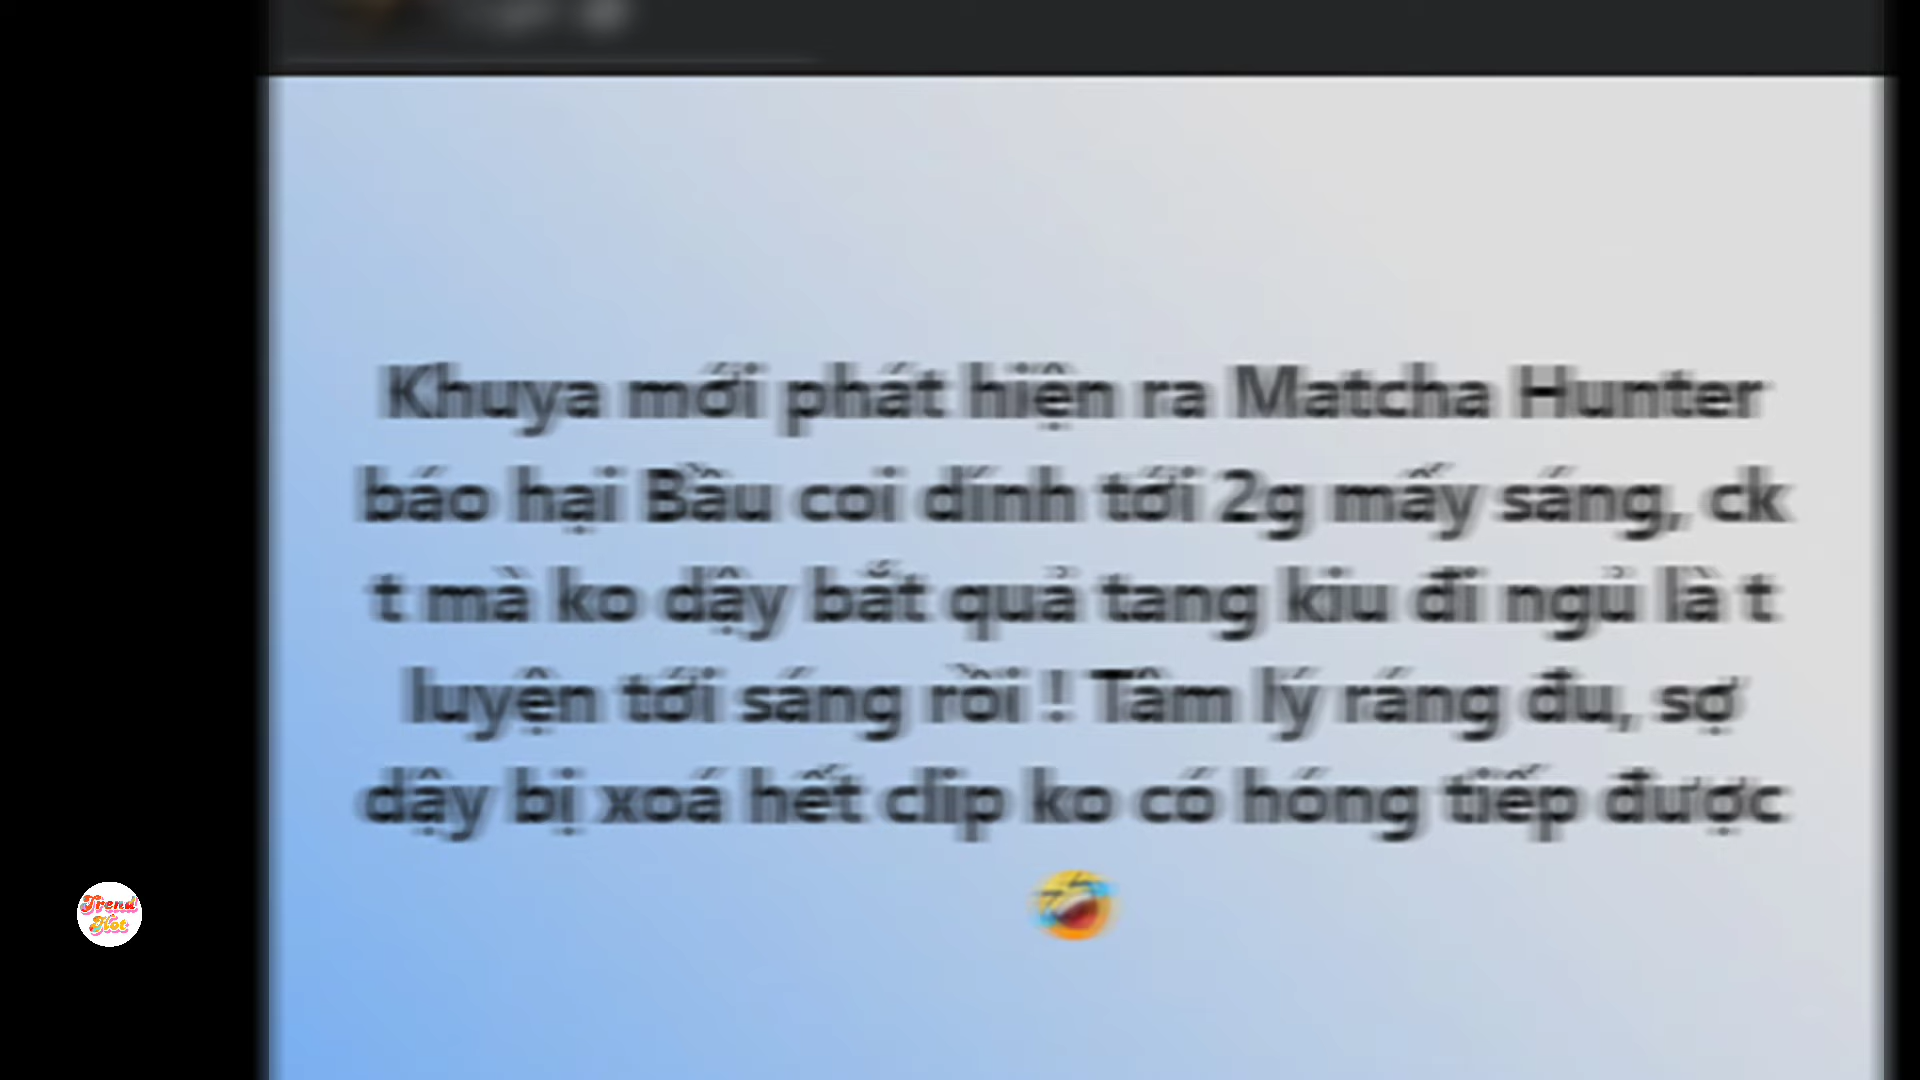 Khuya mới phát hiện ra Matcha Hunter
báo hại Bầu coi dính tới 2g mấy sáng, ck
t mà ko dậy bắt quả tang kiu đi ngủ là t
luyện tới sáng rồi ! Tâm lý ráng đu, sợ
dậy bị xoá hết clip ko có hóng tiếp được
🤣
Trend
Hot